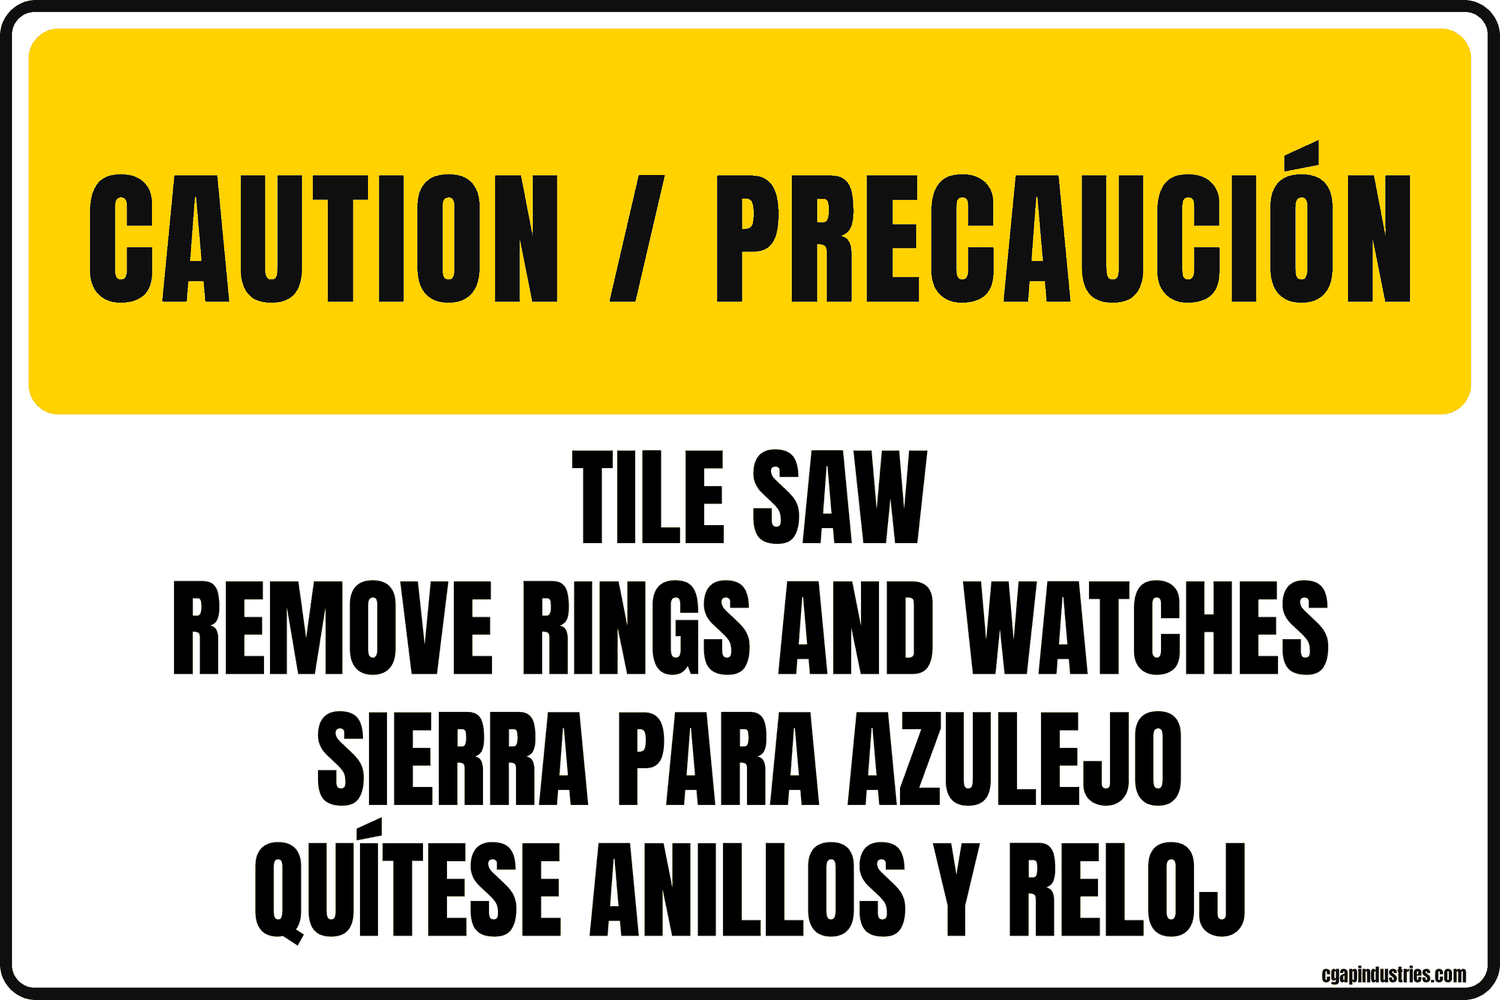 CAUTION / PRECAUCIÓN
TILE SAW
REMOVE RINGS AND WATCHES
SIERRA PARA AZULEJO
QUÍTESE ANILLOS Y RELOJ
cgapindustries.com